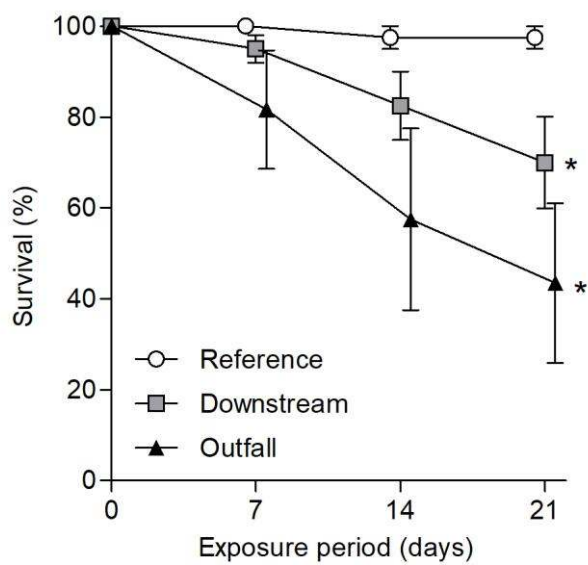 100
80
60
40
20
0
Survival (%)
*
*
Reference
Downstream
Outfall
0 7 14 21
Exposure period (days)